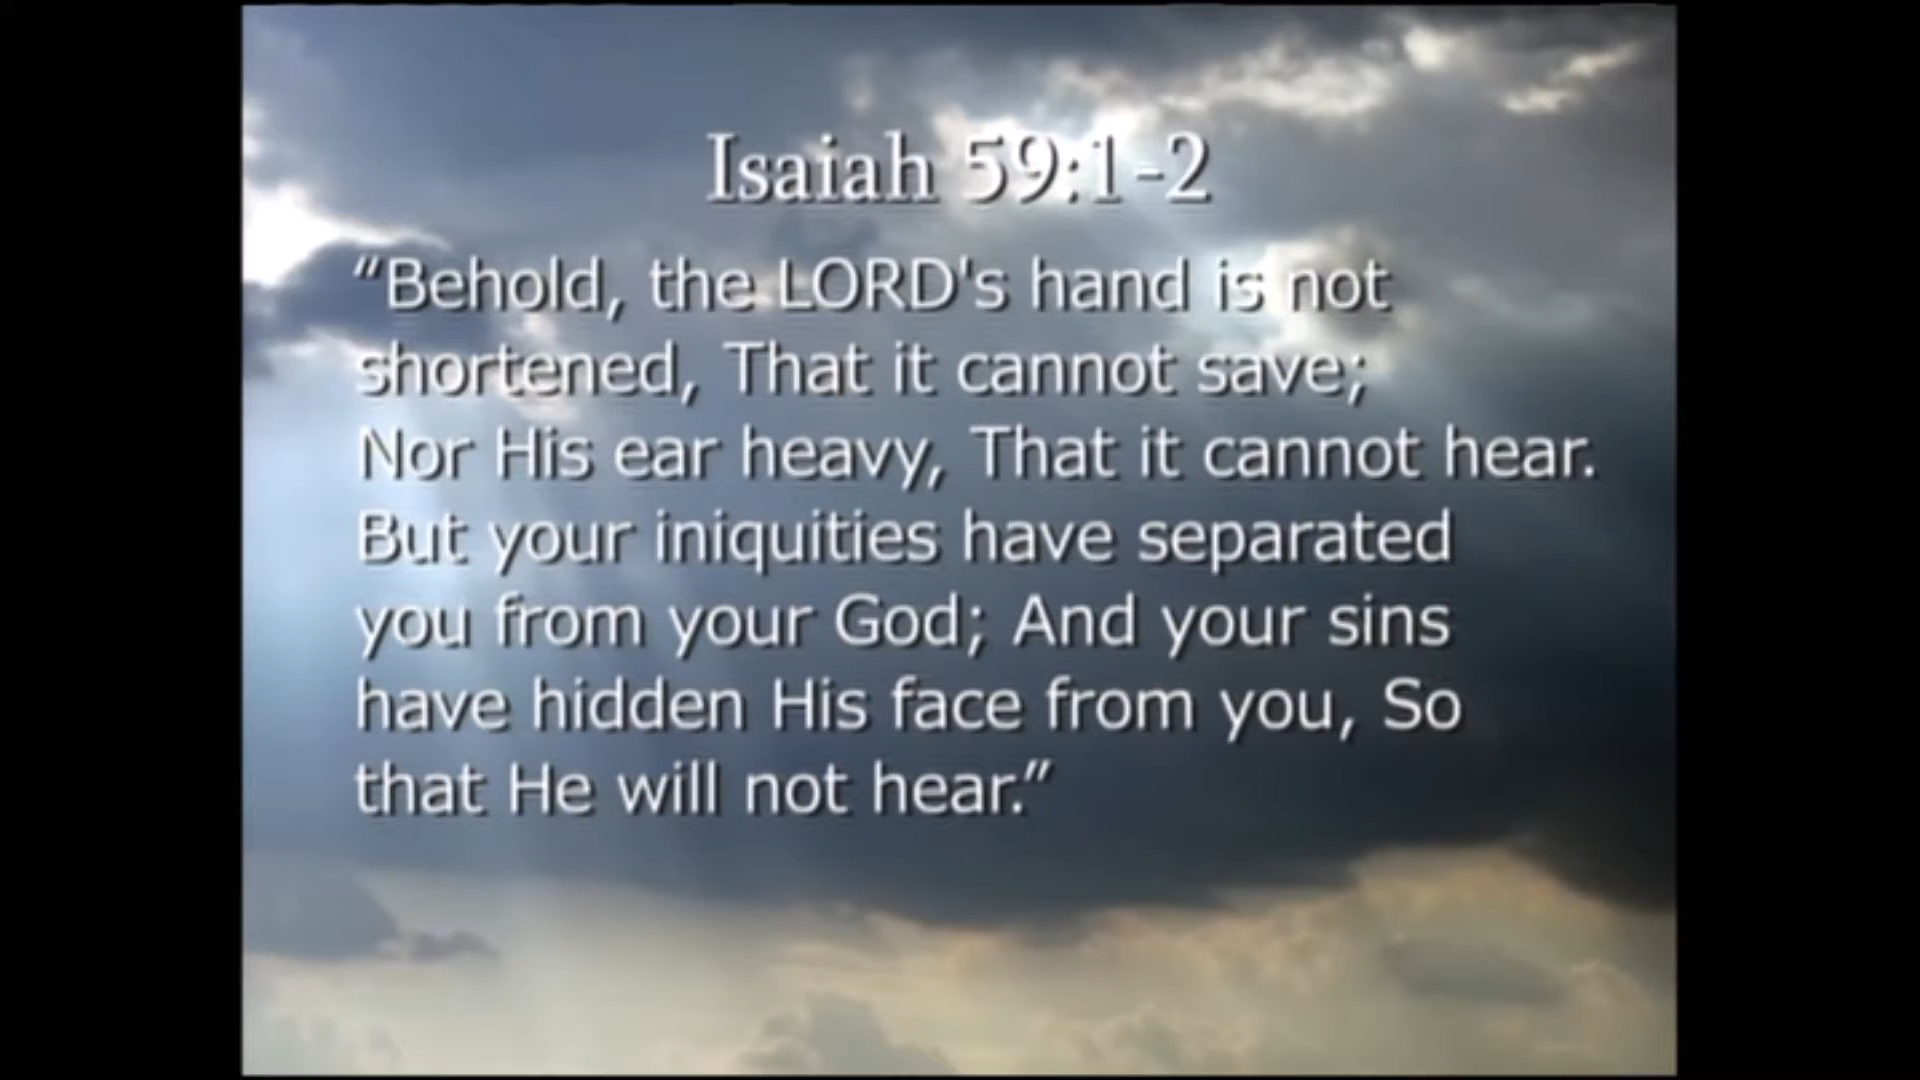 Isaiah 59:1-2
“Behold, the LORD's hand is not
shortened, That it cannot save;
Nor His ear heavy, That it cannot hear.
But your iniquities have separated
you from your God; And your sins
have hidden His face from you, So
that He will not hear.”